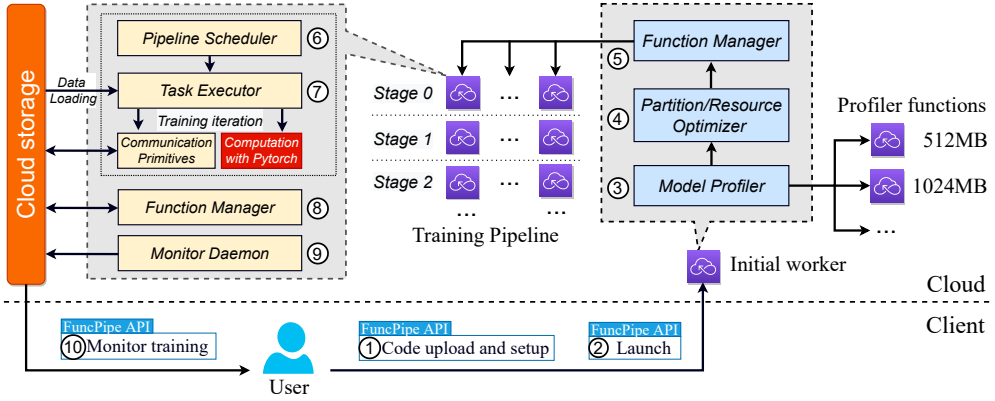 Cloud storage
Data
Loading
Pipeline Scheduler
⑥
Task Executor
⑦
Training iteration
Communication
Primitives
Computation
with Pytorch
Function Manager
⑧
Monitor Daemon
⑨
Stage 0
...
Stage 1
...
Stage 2
...
...
...
Training Pipeline
⑤
Function Manager
④
Partition/Resource
Optimizer
③
Model Profiler
Profiler functions
512MB
1024MB
...
Initial worker
Cloud
Client
FuncPipe API
⑩Monitor training
User
FuncPipe API
①Code upload and setup
FuncPipe API
② Launch